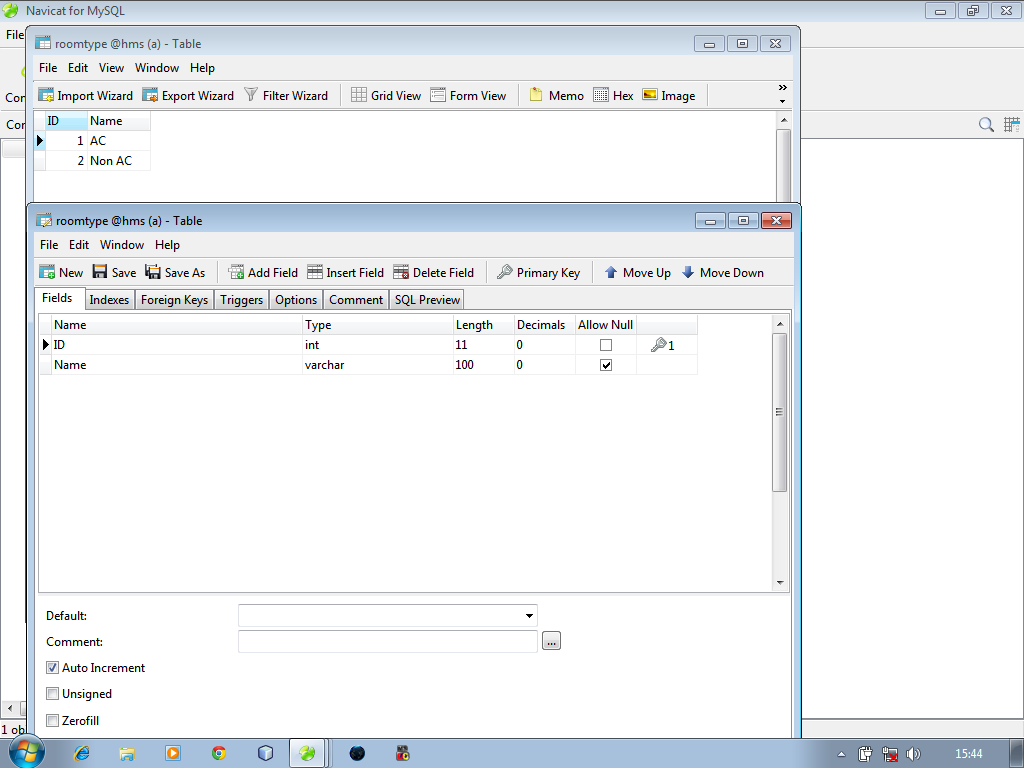 Navicat for MySQL
File
roomtype @hms (a) - Table
File Edit View Window Help
Import Wizard Export Wizard Filter Wizard Grid View Form View Memo Hex Image
Con
Cor
ID Name
1 AC
2 Non AC
roomtype @hms (a) - Table
File Edit Window Help
New Save Save As Add Field Insert Field Delete Field Primary Key Move Up Move Down
Fields Indexes Foreign Keys Triggers Options Comment SQL Preview
Name Type Length Decimals Allow Null
ID int 11 0 1
Name varchar 100 0
Default:
Comment:
...
Auto Increment
Unsigned
Zerofill
1 ob
15:44